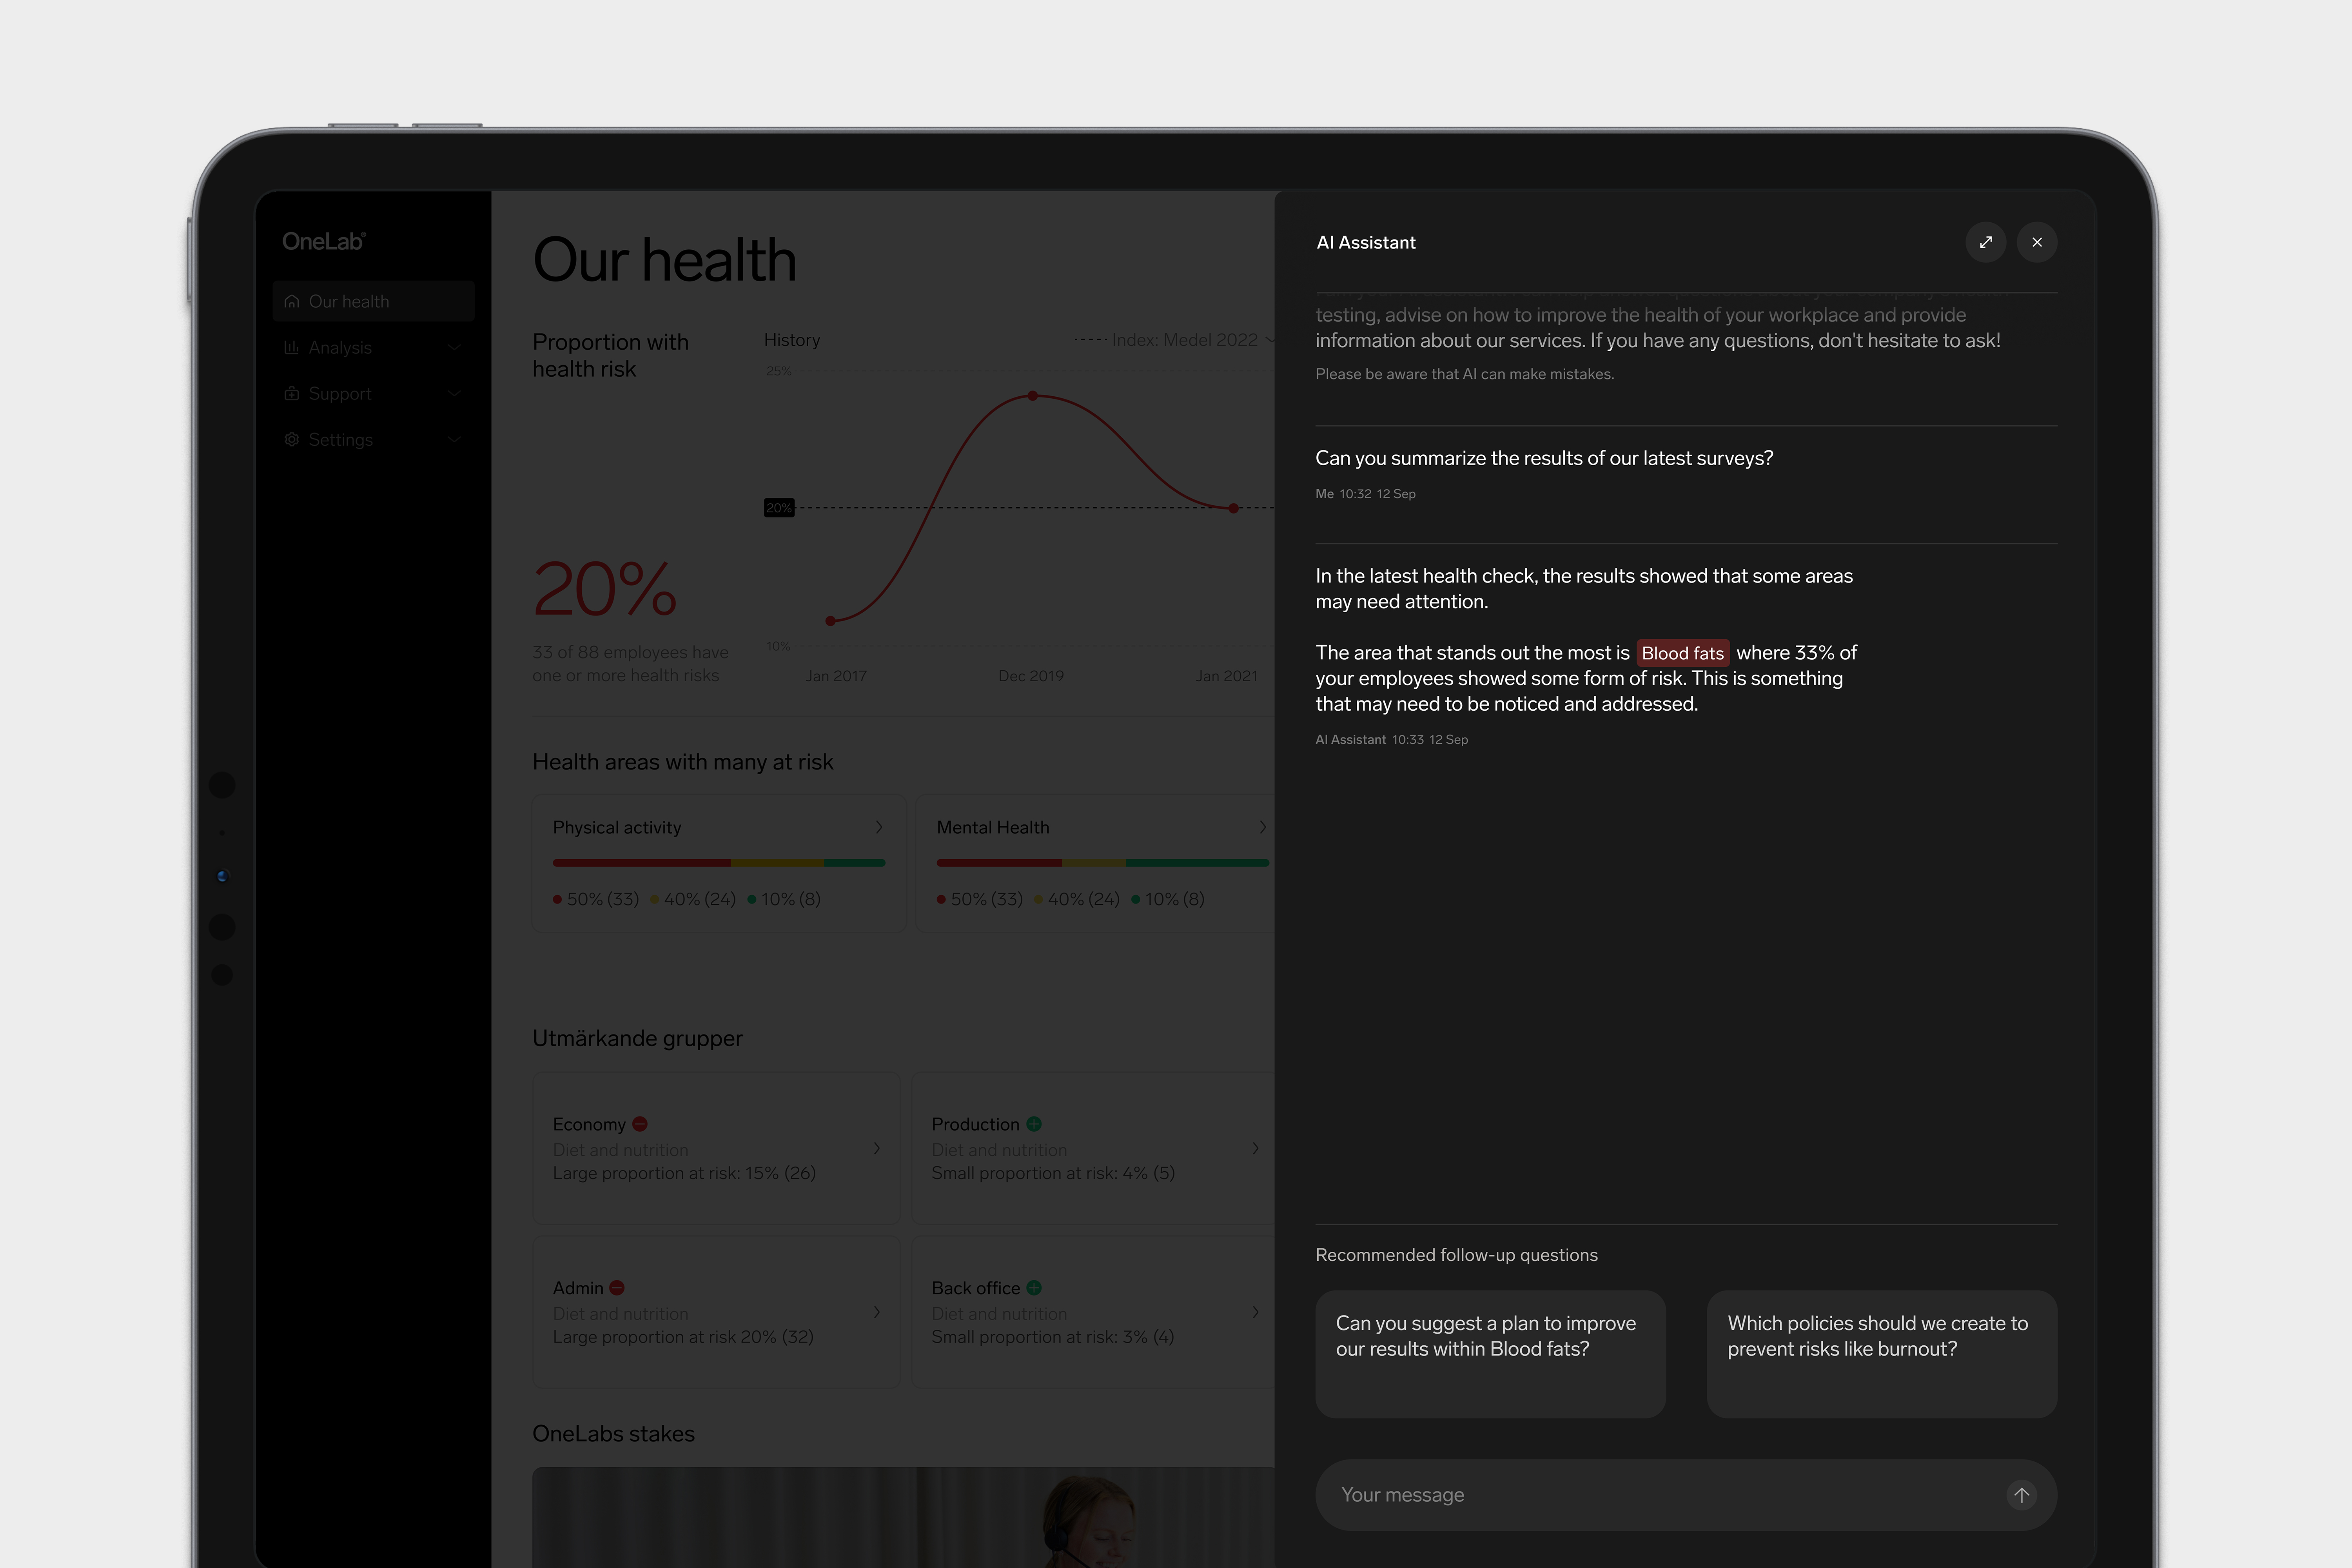 OneLab®
Our health
Analysis
Support
Settings
Our health
Proportion with
health risk
20%
33 of 88 employees have
one or more health risks
History
Index: Medel 2022
25%
20%
10%
Jan 2017
Dec 2019
Jan 2021
Health areas with many at risk
Physical activity
50% (33) 40% (24) 10% (8)
Mental Health
50% (33) 40% (24) 10% (8)
Utmärkande grupper
Economy
Diet and nutrition
Large proportion at risk: 15% (26)
Production
Diet and nutrition
Small proportion at risk: 4% (5)
Admin
Diet and nutrition
Large proportion at risk 20% (32)
Back office
Diet and nutrition
Small proportion at risk: 3% (4)
OneLabs stakes
AI Assistant
testing, advise on how to improve the health of your workplace and provide
information about our services. If you have any questions, don't hesitate to ask!
Please be aware that AI can make mistakes.
Can you summarize the results of our latest surveys?
Me 10:32 12 Sep
In the latest health check, the results showed that some areas
may need attention.
The area that stands out the most is Blood fats where 33% of
your employees showed some form of risk. This is something
that may need to be noticed and addressed.
AI Assistant 10:33 12 Sep
Recommended follow-up questions
Can you suggest a plan to improve
our results within Blood fats?
Which policies should we create to
prevent risks like burnout?
Your message